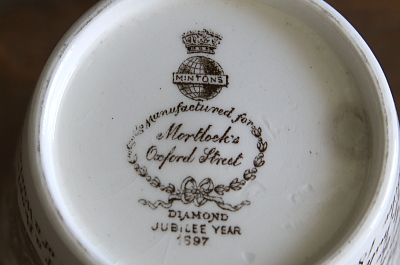 MINTONS
Manufactured for
Mortlock's
Oxford Street
DIAMOND
JUBILEE YEAR
1897